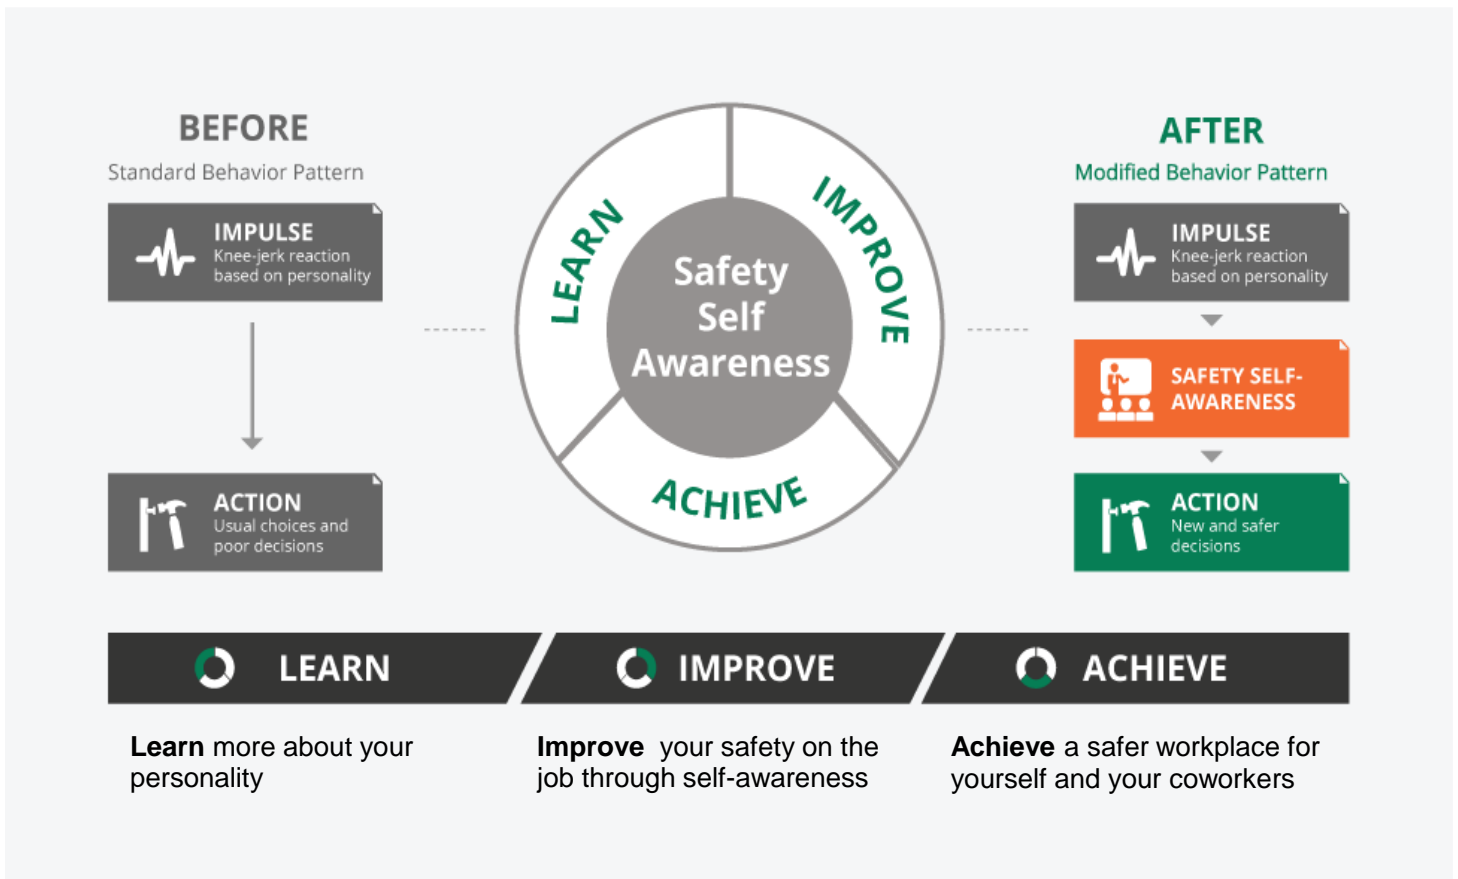 BEFORE
Standard Behavior Pattern
IMPULSE
Knee-jerk reaction
based on personality
ACTION
Usual choices and
poor decisions
LEARN
IMPROVE
ACHIEVE
Safety
Self
Awareness
AFTER
Modified Behavior Pattern
IMPULSE
Knee-jerk reaction
based on personality
SAFETY SELF-
AWARENESS
ACTION
New and safer
decisions
LEARN
IMPROVE
ACHIEVE
Learn more about your
personality
Improve your safety on the
job through self-awareness
Achieve a safer workplace for
yourself and your coworkers